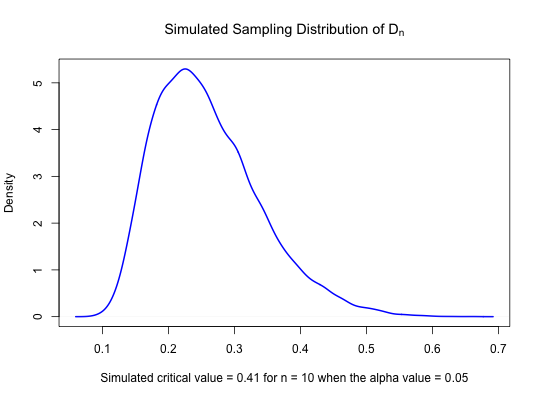 Simulated Sampling Distribution of Dn
Density
5
4
3
2
1
0
0.1 0.2 0.3 0.4 0.5 0.6 0.7
Simulated critical value = 0.41 for n = 10 when the alpha value = 0.05